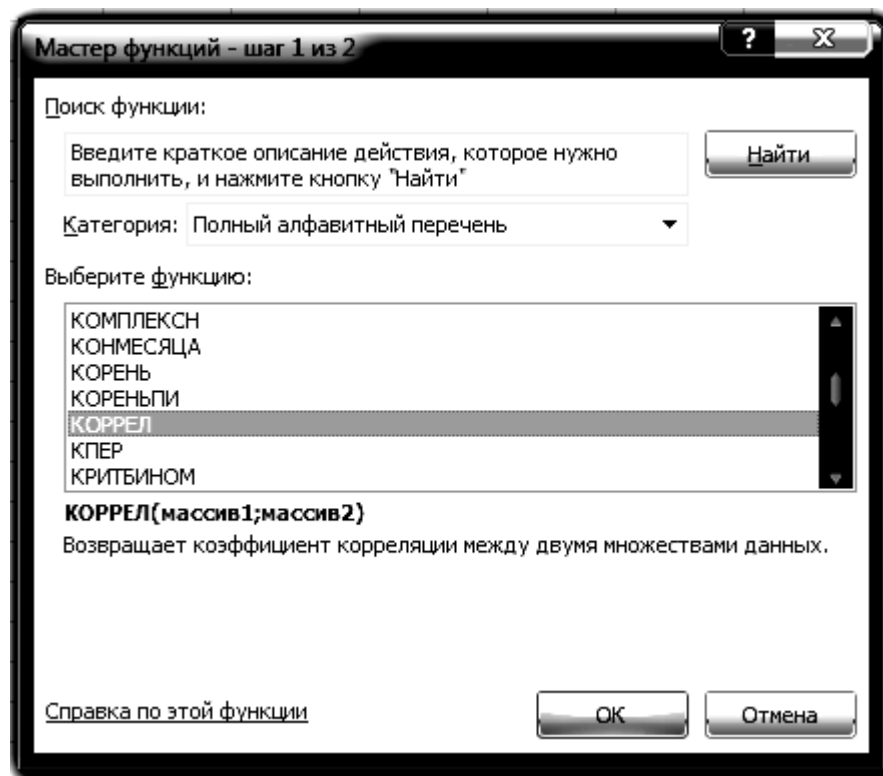 Мастер функций - шаг 1 из 2
?
Поиск функции:
Введите краткое описание действия, которое нужно
выполнить, и нажмите кнопку "Найти"
Найти
Категория: Полный алфавитный перечень
Выберите функцию:
КОМПЛЕКСН
КОНМЕСЯЦА
КОРЕНЬ
КОРЕНЬПИ
КОРРЕЛ
КПЕР
КРИТБИНОМ
КОРРЕЛ(массив1;массив2)
Возвращает коэффициент корреляции между двумя множествами данных.
Справка по этой функции
ОК
Отмена